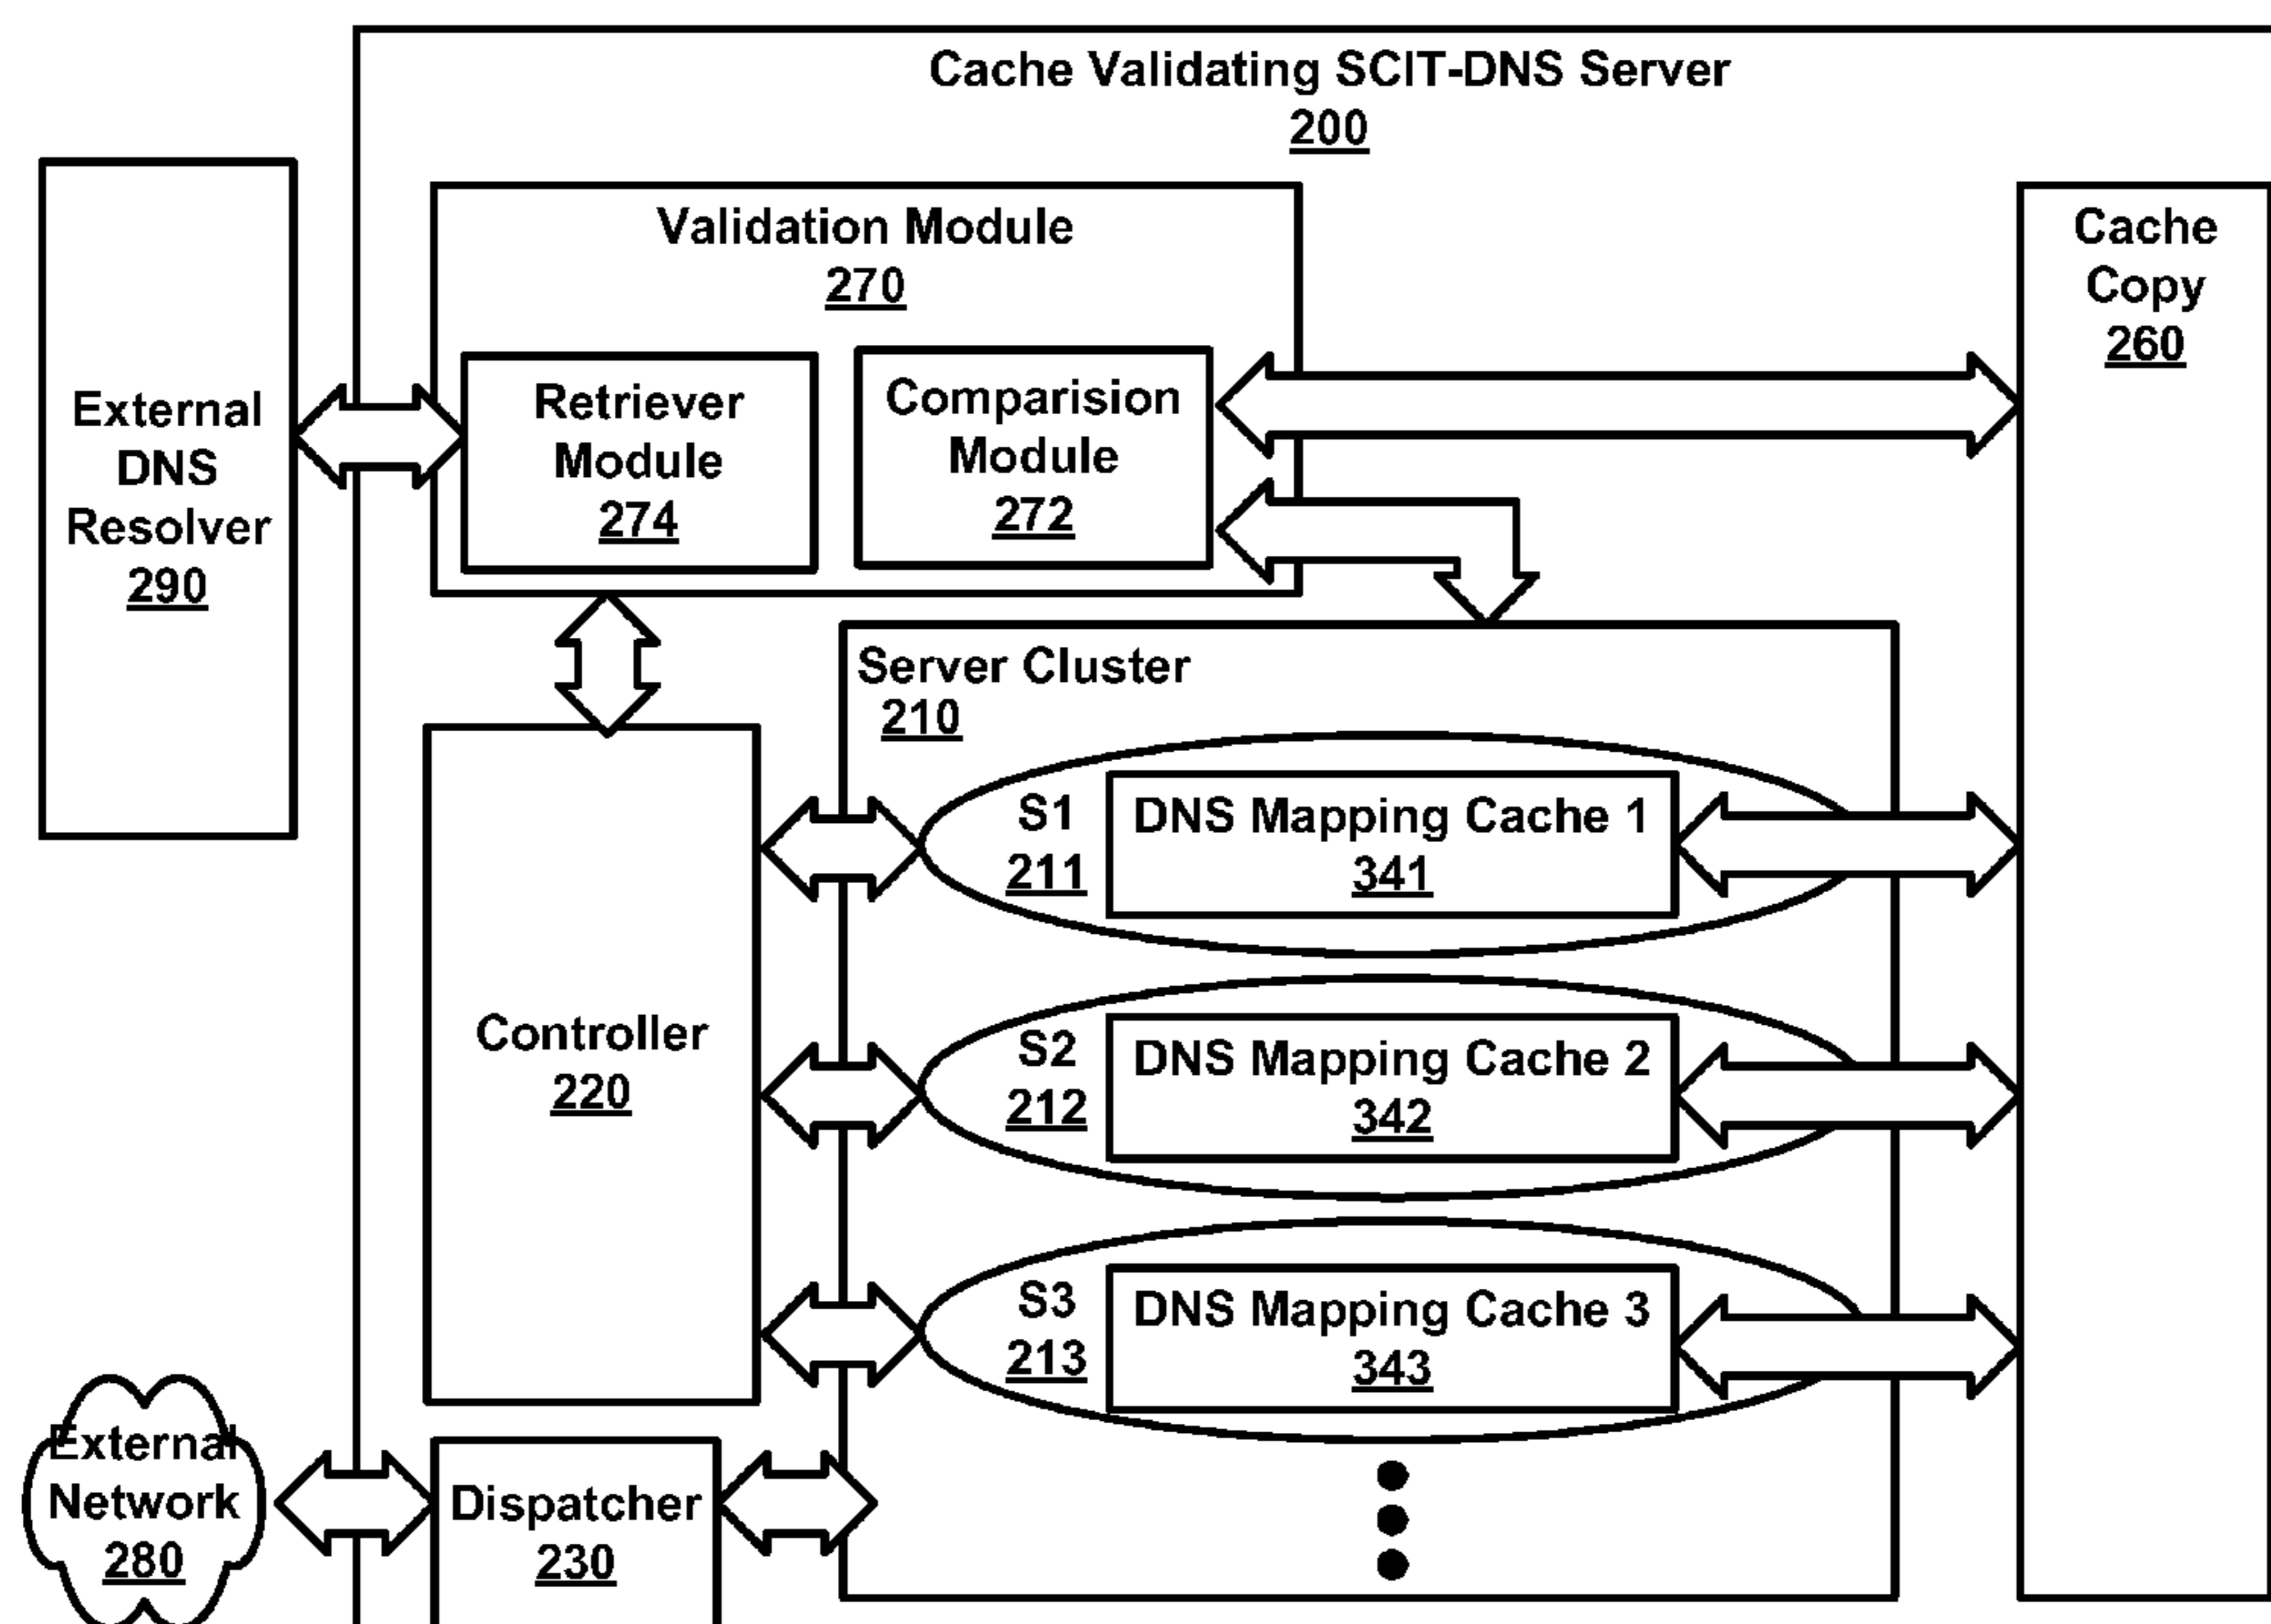 Cache Validating SCIT-DNS Server
200
External
DNS
Resolver
290
Validation Module
270
Retriever
Module
274
Comparision
Module
272
Cache
Copy
260
Server Cluster
210
Controller
220
S1
211
DNS Mapping Cache 1
341
S2
212
DNS Mapping Cache 2
342
S3
213
DNS Mapping Cache 3
343
External
Network
280
Dispatcher
230